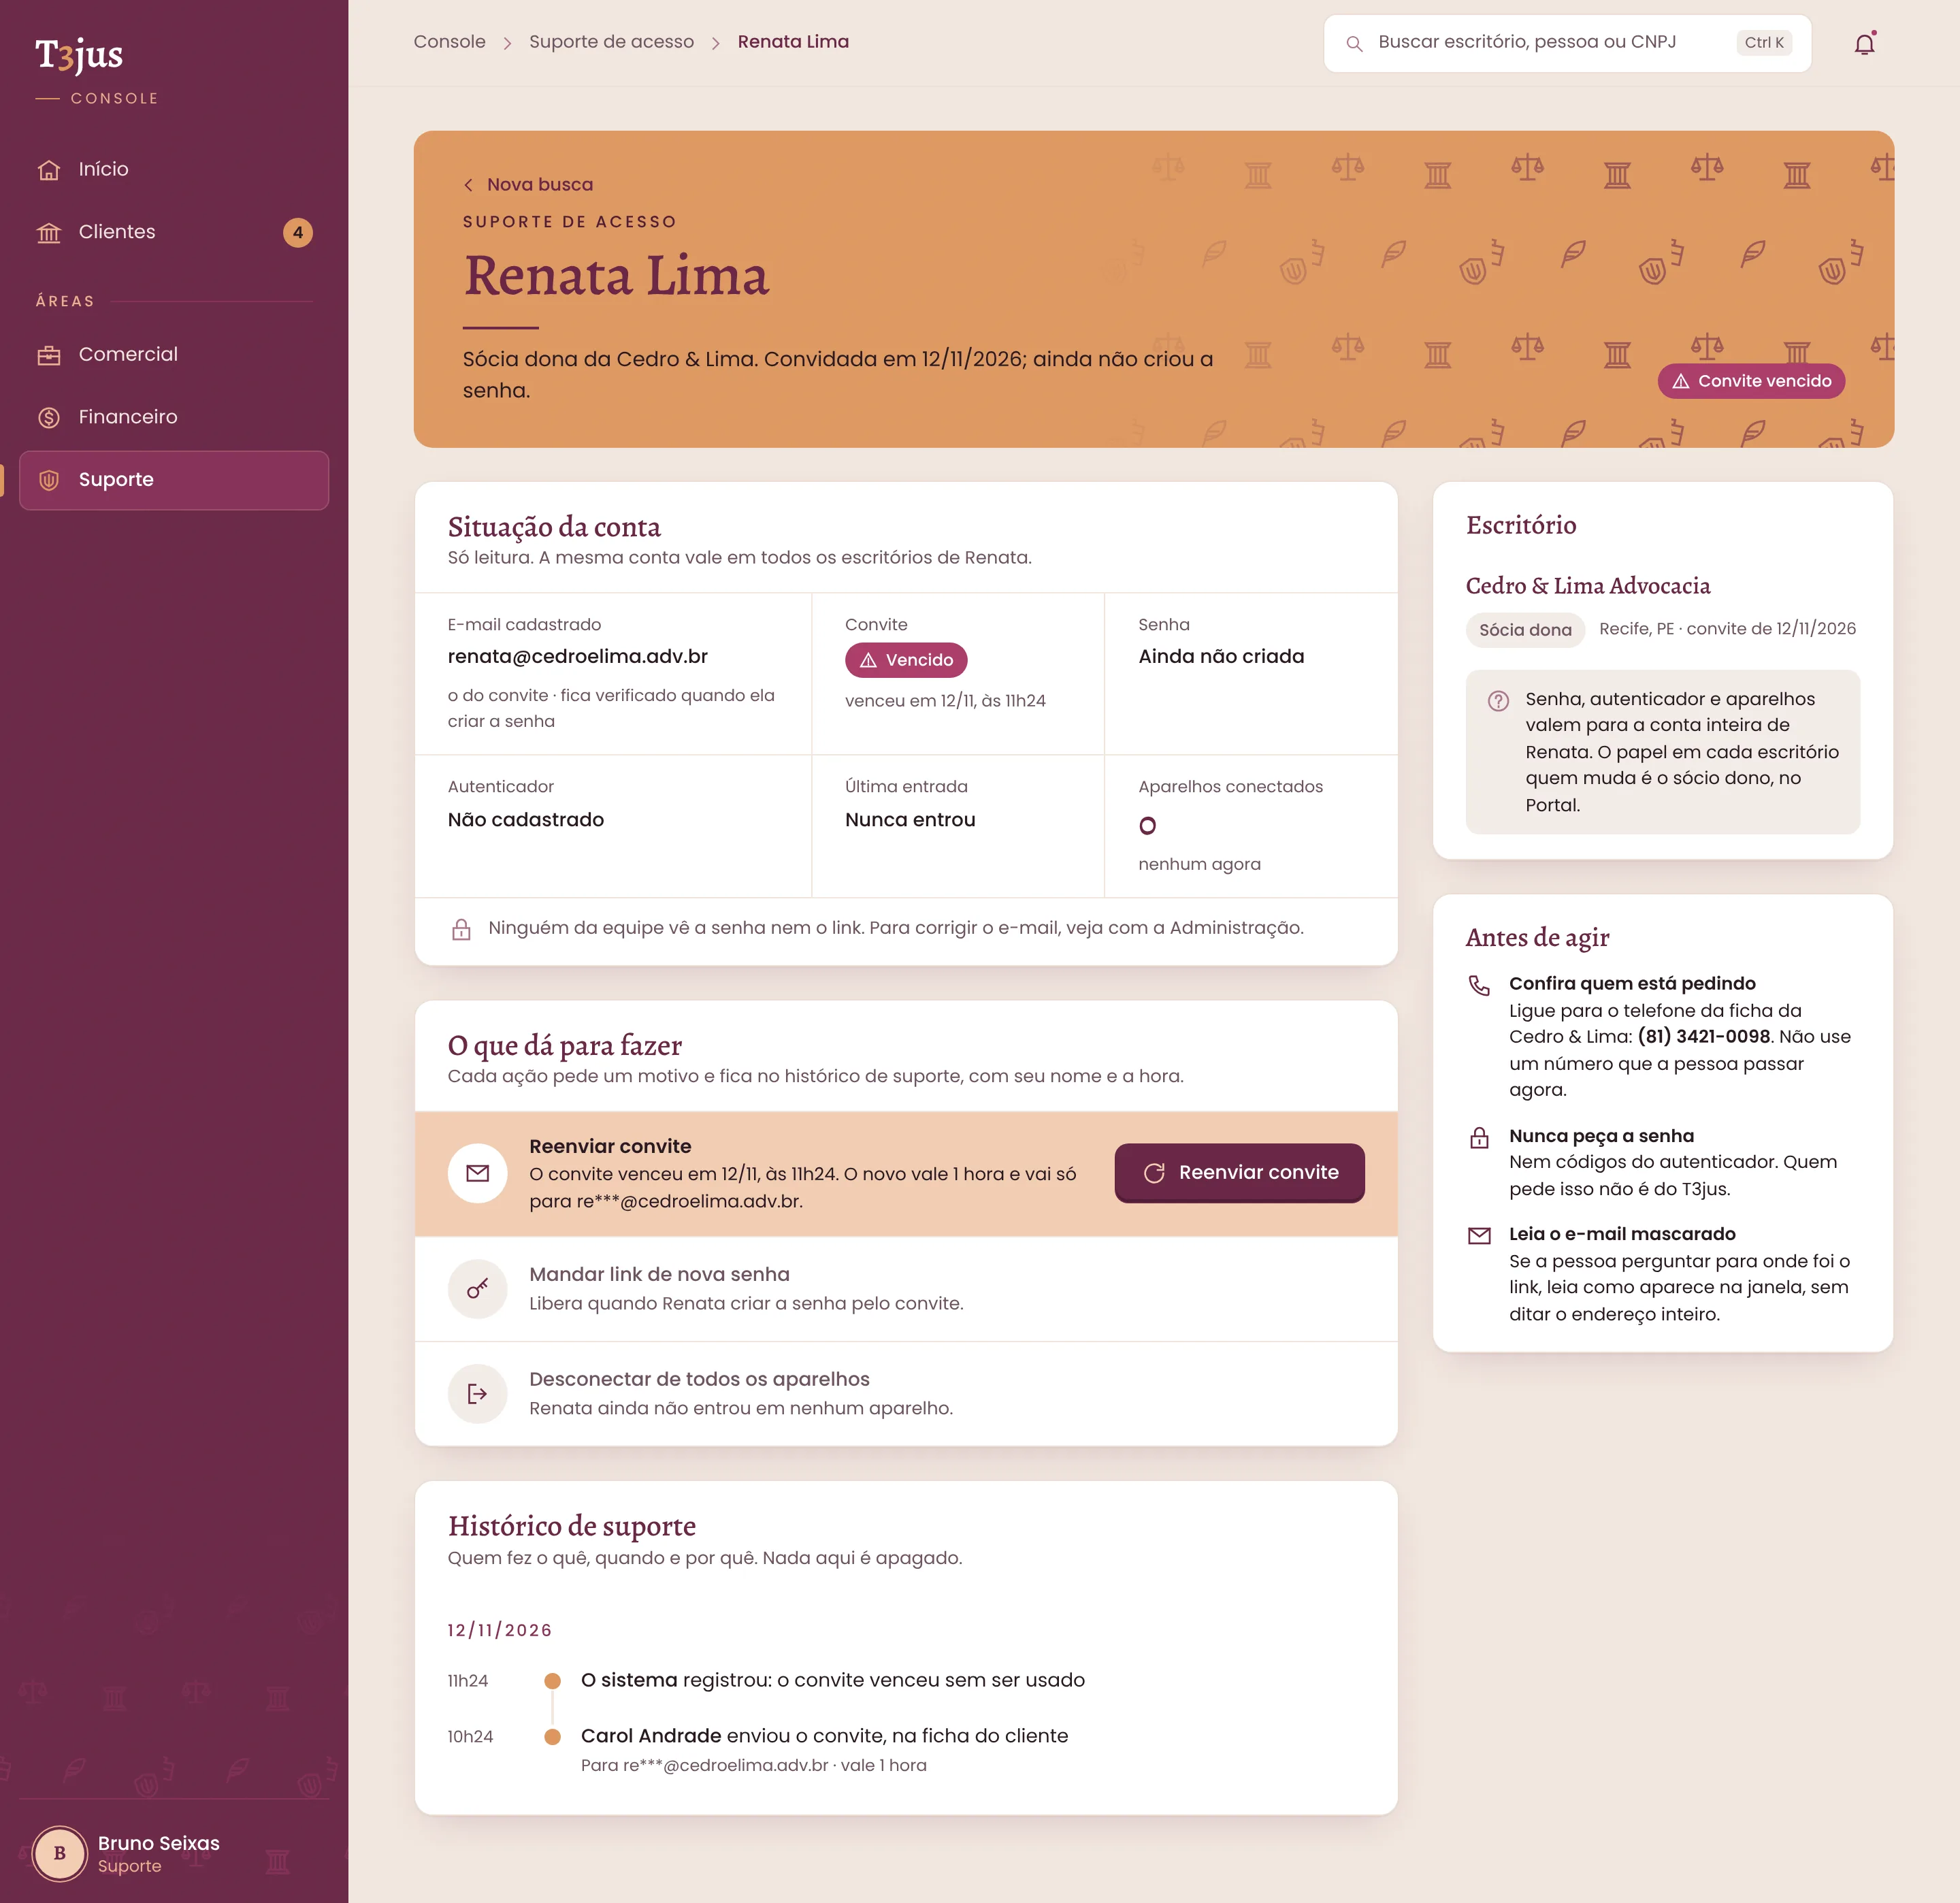 T3jus
CONSOLE
Início
Clientes
4
ÁREAS
Comercial
Financeiro
Suporte
Bruno Seixas
Suporte
B
Console
Suporte de acesso
Renata Lima
Buscar escritório, pessoa ou CNPJ
Ctrl K
Nova busca
SUPORTE DE ACESSO
Renata Lima
Sócia dona da Cedro & Lima. Convidada em 12/11/2026; ainda não criou a
senha.
Convite vencido
Situação da conta
Só leitura. A mesma conta vale em todos os escritórios de Renata.
E-mail cadastrado
renata@cedroelima.adv.br
o do convite · fica verificado quando ela
criar a senha
Convite
Vencido
venceu em 12/11, às 11h24
Senha
Ainda não criada
Autenticador
Não cadastrado
Última entrada
Nunca entrou
Aparelhos conectados
0
nenhum agora
Ninguém da equipe vê a senha nem o link. Para corrigir o e-mail, veja com a Administração.
O que dá para fazer
Cada ação pede um motivo e fica no histórico de suporte, com seu nome e a hora.
Reenviar convite
O convite venceu em 12/11, às 11h24. O novo vale 1 hora e vai só
para re***@cedroelima.adv.br.
Reenviar convite
Mandar link de nova senha
Libera quando Renata criar a senha pelo convite.
Desconectar de todos os aparelhos
Renata ainda não entrou em nenhum aparelho.
Histórico de suporte
Quem fez o quê, quando e por quê. Nada aqui é apagado.
12/11/2026
11h24
O sistema registrou: o convite venceu sem ser usado
10h24
Carol Andrade enviou o convite, na ficha do cliente
Para re***@cedroelima.adv.br · vale 1 hora
Escritório
Cedro & Lima Advocacia
Sócia dona
Recife, PE · convite de 12/11/2026
Senha, autenticador e aparelhos
valem para a conta inteira de
Renata. O papel em cada escritório
quem muda é o sócio dono, no
Portal.
Antes de agir
Confira quem está pedindo
Ligue para o telefone da ficha da
Cedro & Lima: (81) 3421-0098. Não use
um número que a pessoa passar
agora.
Nunca peça a senha
Nem códigos do autenticador. Quem
pede isso não é do T3jus.
Leia o e-mail mascarado
Se a pessoa perguntar para onde foi o
link, leia como aparece na janela, sem
ditar o endereço inteiro.